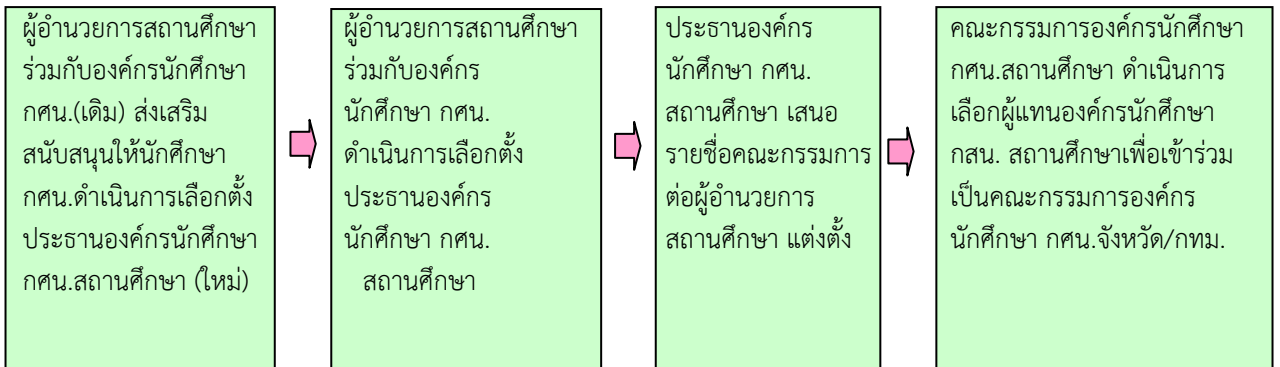 ผู้อำนวยการสถานศึกษา
ร่วมกับองค์กรนักศึกษา
กศน.(เดิม) ส่งเสริม
สนับสนุนให้นักศึกษา
กศน.ดำเนินการเลือกตั้ง
ประธานองค์กรนักศึกษา
กศน.สถานศึกษา (ใหม่)
ผู้อำนวยการสถานศึกษา
ร่วมกับองค์กร
นักศึกษา กศน.
ดำเนินการเลือกตั้ง
ประธานองค์กร
นักศึกษา กศน.
สถานศึกษา
ประธานองค์กร
นักศึกษา กศน.
สถานศึกษา เสนอ
รายชื่อคณะกรรมการ
ต่อผู้อำนวยการ
สถานศึกษา แต่งตั้ง
คณะกรรมการองค์กรนักศึกษา
กศน.สถานศึกษา ดำเนินการ
เลือกผู้แทนองค์กรนักศึกษา
กสน. สถานศึกษาเพื่อเข้าร่วม
เป็นคณะกรรมการองค์กร
นักศึกษา กศน.จังหวัด/กทม.